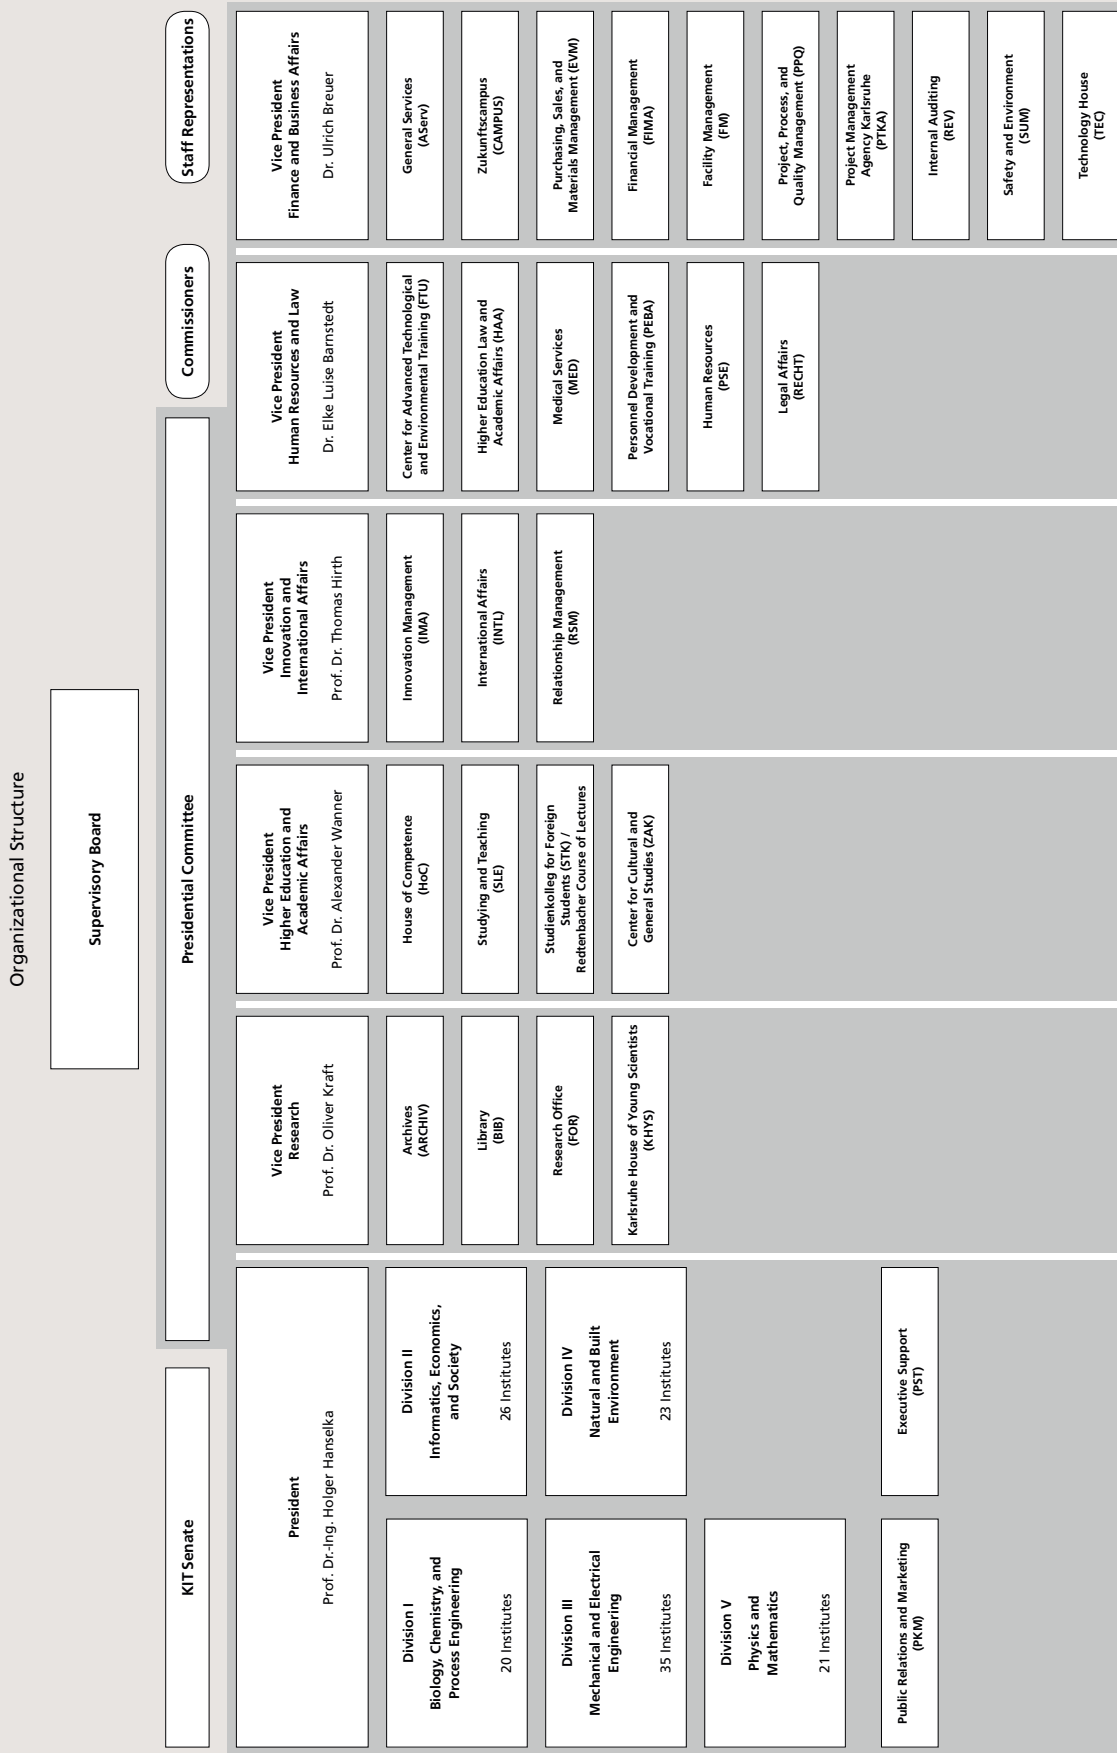 Organizational Structure
Supervisory Board
KIT Senate
Presidential Committee
Commissioners
Staff Representations
President
Prof. Dr.-Ing. Holger Hanselka
Division I
Biology, Chemistry, and
Process Engineering
20 Institutes
Division II
Informatics, Economics,
and Society
26 Institutes
Division III
Mechanical and Electrical
Engineering
35 Institutes
Division IV
Natural and Built
Environment
23 Institutes
Division V
Physics and
Mathematics
21 Institutes
Public Relations and Marketing
(PKM)
Executive Support
(PST)
Vice President
Research
Prof. Dr. Oliver Kraft
Archives
(ARCHIV)
Library
(BIB)
Research Office
(FOR)
Karlsruhe House of Young Scientists
(KHYS)
Vice President
Higher Education and
Academic Affairs
Prof. Dr. Alexander Wanner
House of Competence
(HoC)
Studying and Teaching
(SLE)
Studienkolleg for Foreign
Students (STK) /
Redtenbacher Course of Lectures
Center for Cultural and
General Studies (ZAK)
Vice President
Innovation and
International Affairs
Prof. Dr. Thomas Hirth
Innovation Management
(IMA)
International Affairs
(INTL)
Relationship Management
(RSM)
Vice President
Human Resources and Law
Dr. Elke Luise Barnstedt
Center for Advanced Technological
and Environmental Training (FTU)
Higher Education Law and
Academic Affairs (HAA)
Medical Services
(MED)
Personnel Development and
Vocational Training (PEBA)
Human Resources
(PSE)
Legal Affairs
(RECHT)
Vice President
Finance and Business Affairs
Dr. Ulrich Breuer
General Services
(AServ)
Zukunftscampus
(CAMPUS)
Purchasing, Sales, and
Materials Management (EVM)
Financial Management
(FIMA)
Facility Management
(FM)
Project, Process, and
Quality Management (PPQ)
Project Management
Agency Karlsruhe
(PTKA)
Internal Auditing
(REV)
Safety and Environment
(SUM)
Technology House
(TEC)